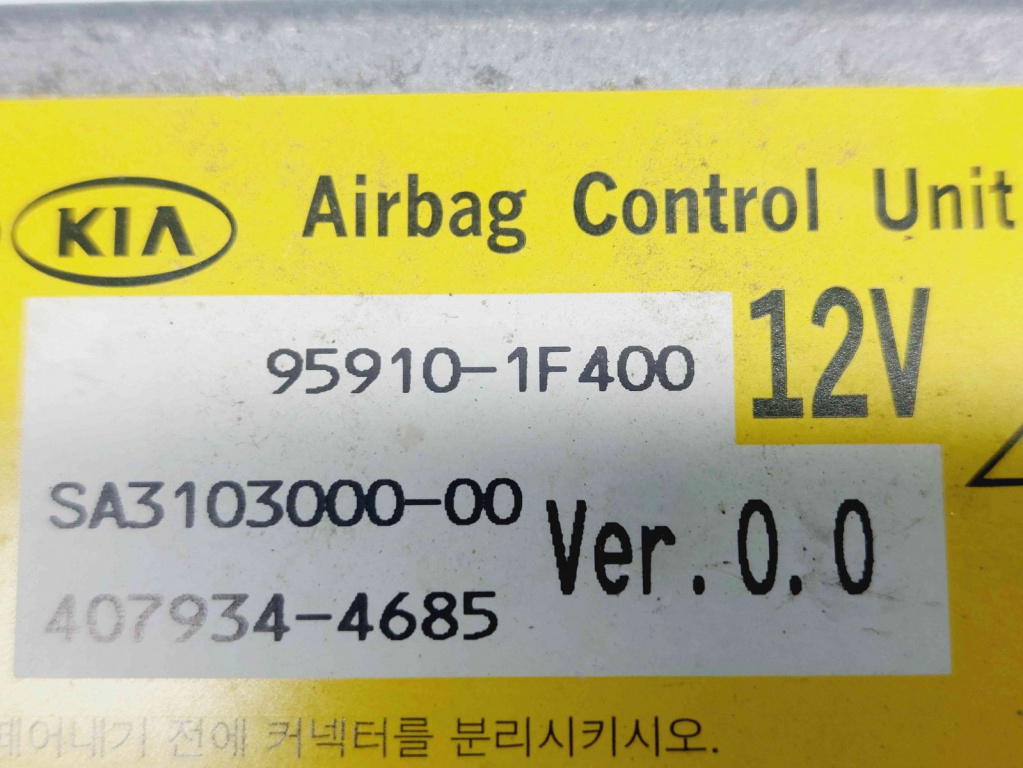 KIA Airbag Control Unit
12V
95910-1F400
SA3103000-00
Ver.0.0
407934-4685
전에 커넥터를 분리시키시오.